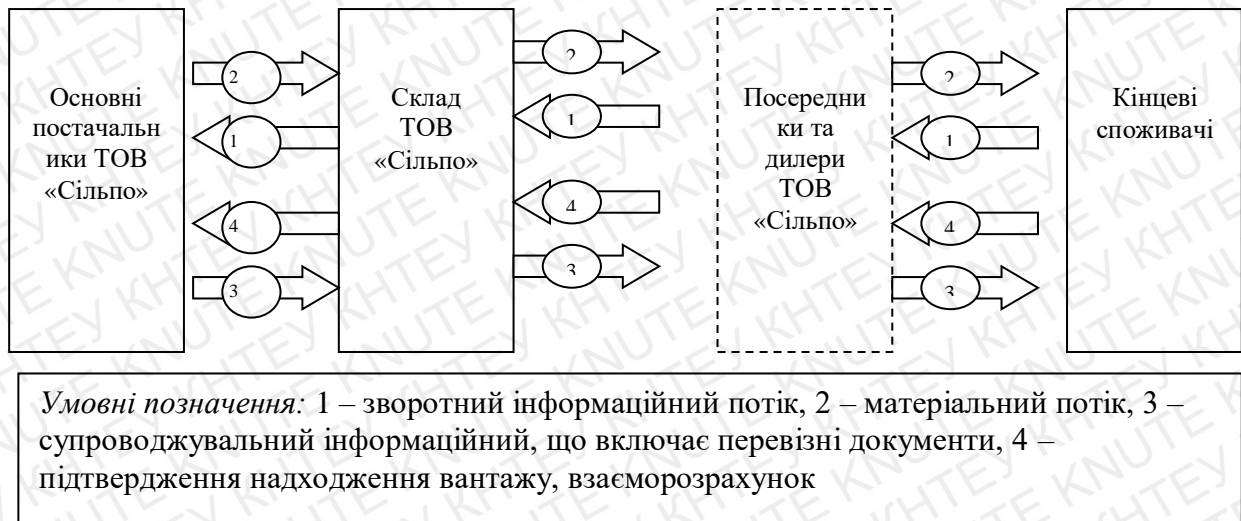 Основні
постачальн
ики ТОВ
«Сільпо»
2
1
4
3
Склад
ТОВ
«Сільпо»
2
1
4
3
Посередни
ки та
дилери
ТОВ
«Сільпо»
2
1
4
3
Кінцеві
споживачі
Умовні позначення: 1 – зворотний інформаційний потік, 2 – матеріальний потік, 3 –
супроводжувальний інформаційний, що включає перевізні документи, 4 –
підтвердження надходження вантажу, взаєморозрахунок